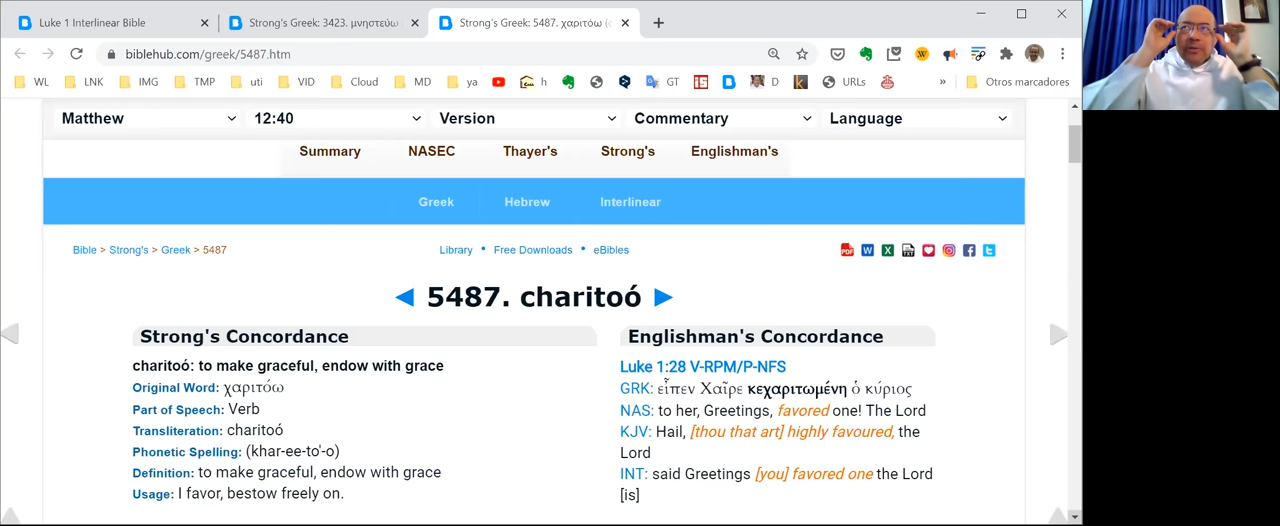 Luke 1 Interlinear Bible
Strong's Greek: 3423. μνηστεύω
Strong's Greek: 5487. χαριτόω (c
biblehub.com/greek/5487.htm
WL LNK IMG TMP uti VID Cloud MD ya h GT D URLs » Otros marcadores
Matthew 12:40 Version Commentary Language
Summary NASEC Thayer's Strong's Englishman's
Greek Hebrew Interlinear
Bible > Strong's > Greek > 5487 Library • Free Downloads • eBibles
◄ 5487. charitoó ►
Strong's Concordance
charitoó: to make graceful, endow with grace
Original Word: χαριτόω
Part of Speech: Verb
Transliteration: charitoó
Phonetic Spelling: (khar-ee-to'-o)
Definition: to make graceful, endow with grace
Usage: I favor, bestow freely on.
Englishman's Concordance
Luke 1:28 V-RPM/P-NFS
GRK: εἶπεν Χαῖρε κεχαριτωμένη ὁ κύριος
NAS: to her, Greetings, favored one! The Lord
KJV: Hail, [thou that art] highly favoured, the
Lord
INT: said Greetings [you] favored one the Lord
[is]